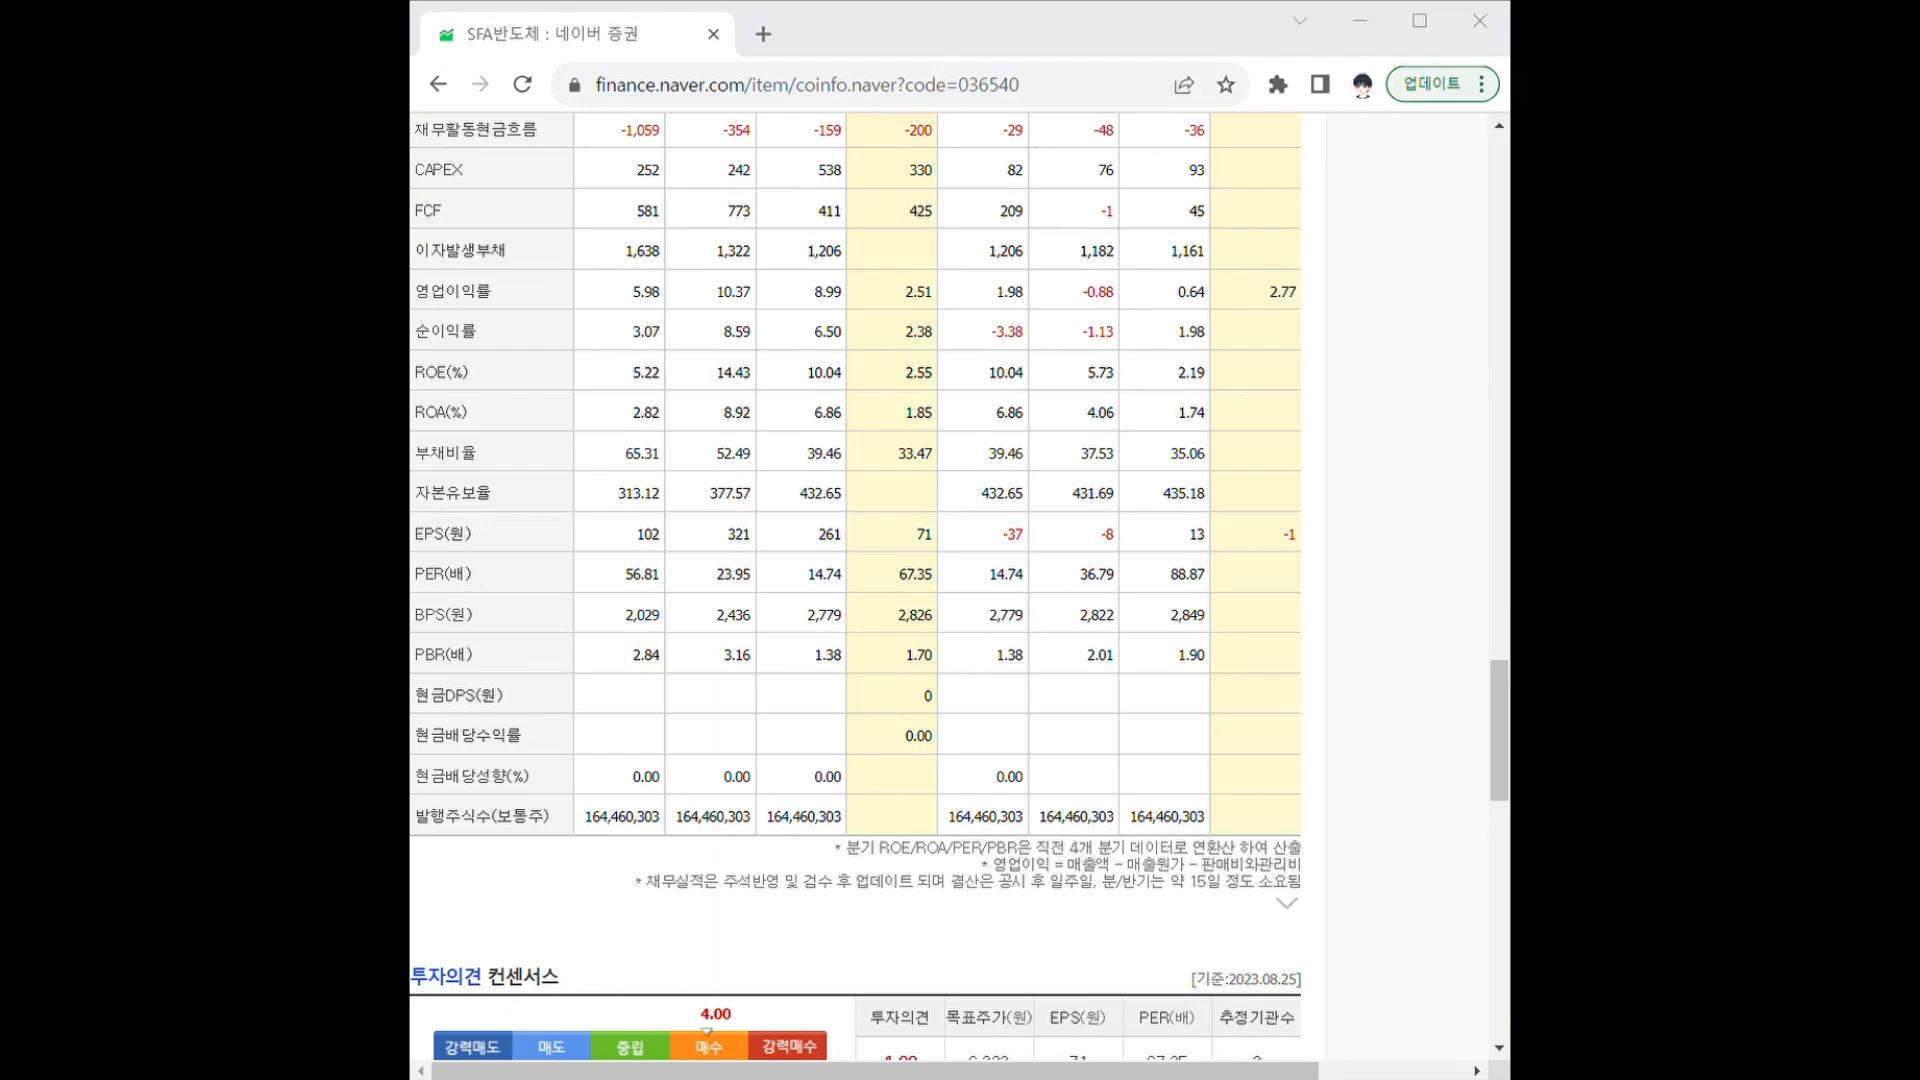 SFA반도체 : 네이버 증권
finance.naver.com/item/coinfo.naver?code=036540
업데이트
재무활동현금흐름 -1,059 -354 -159 -200 -29 -48 -36
CAPEX 252 242 538 330 82 76 93
FCF 581 773 411 425 209 -1 45
이자발생부채 1,638 1,322 1,206 1,206 1,182 1,161
영업이익률 5.98 10.37 8.99 2.51 1.98 -0.88 0.64 2.77
순이익률 3.07 8.59 6.50 2.38 -3.38 -1.13 1.98
ROE(%) 5.22 14.43 10.04 2.55 10.04 5.73 2.19
ROA(%) 2.82 8.92 6.86 1.85 6.86 4.06 1.74
부채비율 65.31 52.49 39.46 33.47 39.46 37.53 35.06
자본유보율 313.12 377.57 432.65 432.65 431.69 435.18
EPS(원) 102 321 261 71 -37 -8 13 -1
PER(배) 56.81 23.95 14.74 67.35 14.74 36.79 88.87
BPS(원) 2,029 2,436 2,779 2,826 2,779 2,822 2,849
PBR(배) 2.84 3.16 1.38 1.70 1.38 2.01 1.90
현금DPS(원) 0
현금배당수익률 0.00
현금배당성향(%) 0.00 0.00 0.00 0.00
발행주식수(보통주) 164,460,303 164,460,303 164,460,303 164,460,303 164,460,303 164,460,303
* 분기 ROE/ROA/PER/PBR은 직전 4개 분기 데이터로 연환산 하여 산출
* 영업이익 = 매출액 - 매출원가 - 판매비와관리비
* 재무실적은 주석반영 및 검수 후 업데이트 되며 결산은 공시 후 일주일, 분/반기는 약 15일 정도 소요됨
투자의견 컨센서스 [기준:2023.08.25]
4.00
강력매도 매도 중립 매수 강력매수
투자의견 목표주가(원) EPS(원) PER(배) 추정기관수